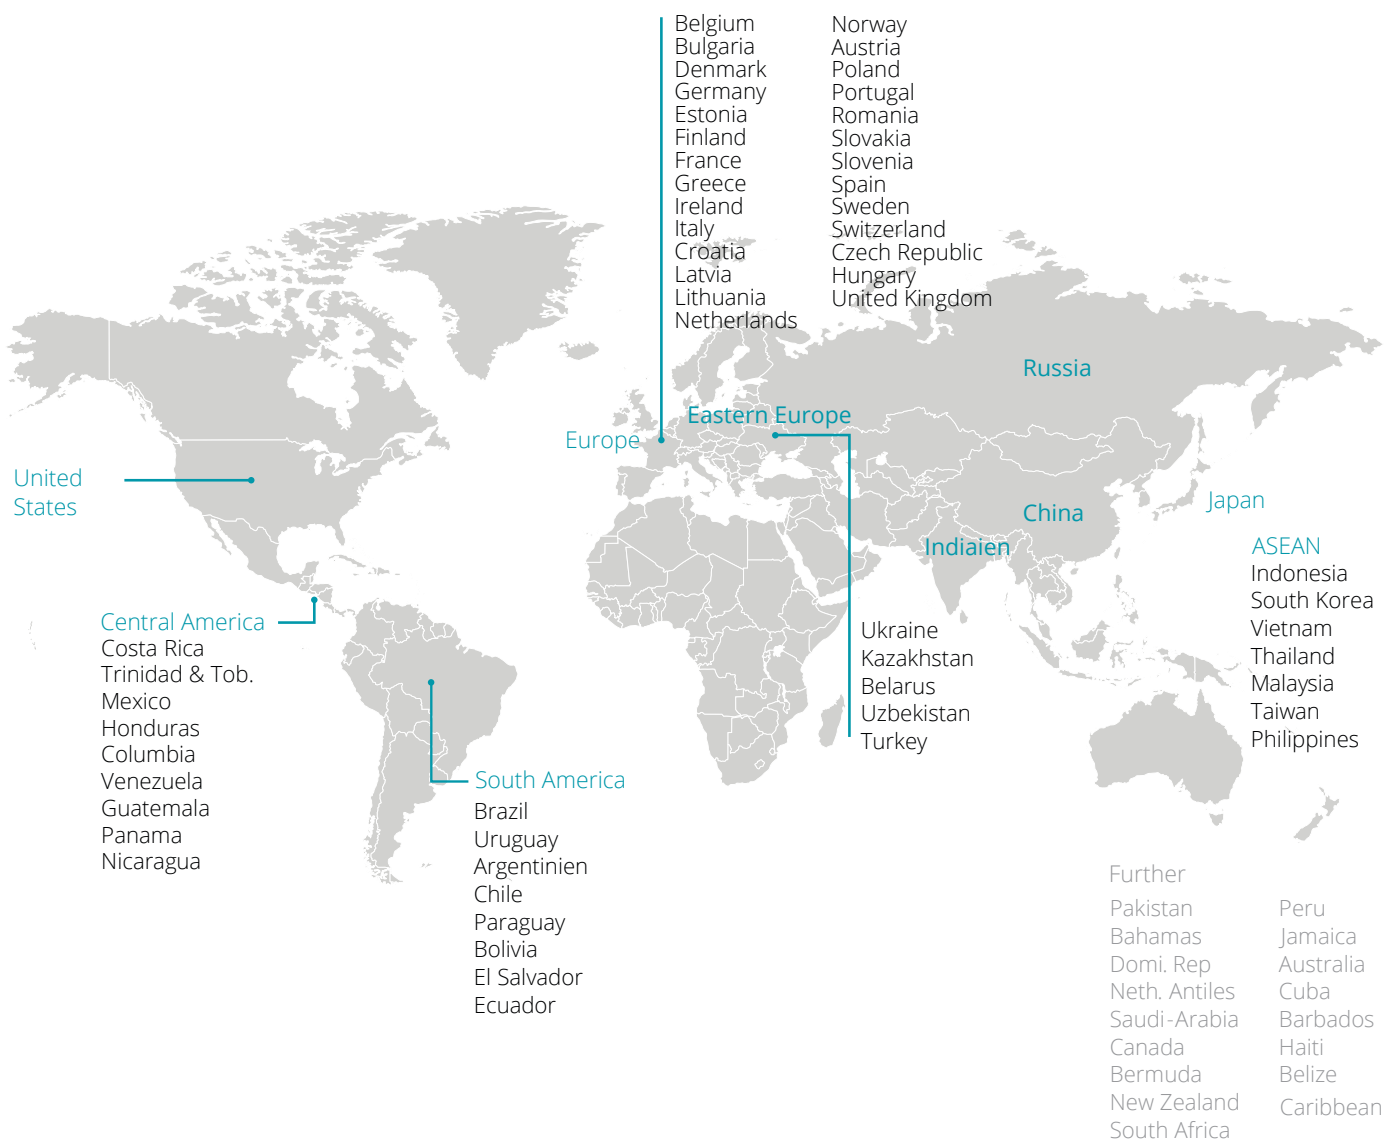 Belgium
Bulgaria
Denmark
Germany
Estonia
Finland
France
Greece
Ireland
Italy
Croatia
Latvia
Lithuania
Netherlands
Norway
Austria
Poland
Portugal
Romania
Slovakia
Slovenia
Spain
Sweden
Switzerland
Czech Republic
Hungary
United Kingdom
Russia
Eastern Europe
Europe
United
States
China
Japan
Indiaien
ASEAN
Indonesia
South Korea
Vietnam
Thailand
Malaysia
Taiwan
Philippines
Central America
Costa Rica
Trinidad & Tob.
Mexico
Honduras
Columbia
Venezuela
Guatemala
Panama
Nicaragua
Ukraine
Kazakhstan
Belarus
Uzbekistan
Turkey
South America
Brazil
Uruguay
Argentinien
Chile
Paraguay
Bolivia
El Salvador
Ecuador
Further
Pakistan
Bahamas
Domi. Rep
Neth. Antiles
Saudi-Arabia
Canada
Bermuda
New Zealand
South Africa
Peru
Jamaica
Australia
Cuba
Barbados
Haiti
Belize
Caribbean